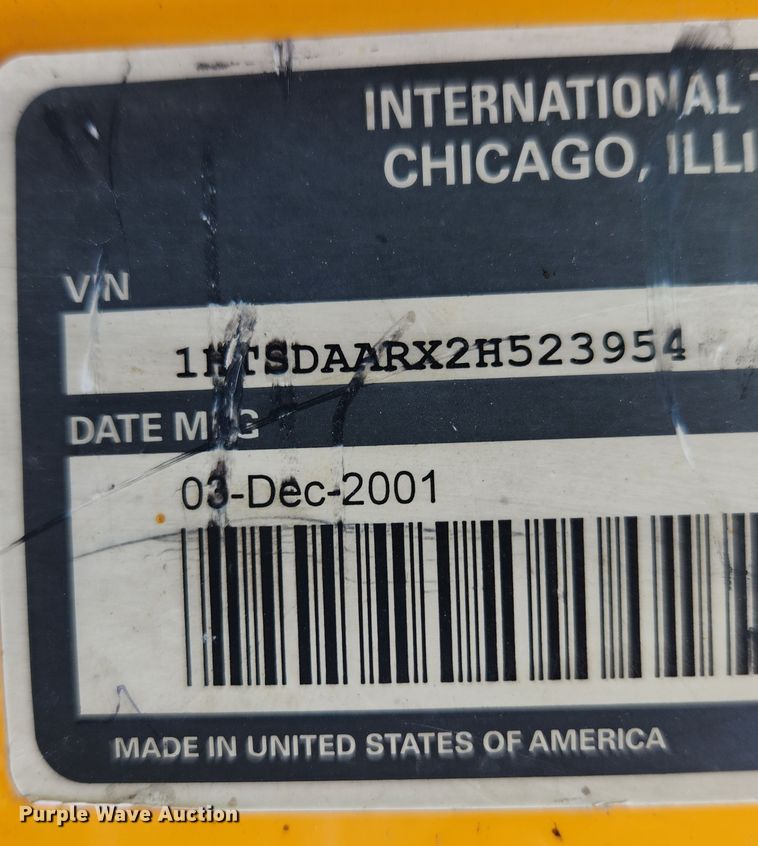 INTERNATIONAL
CHICAGO, ILLI
VIN
1HTSDAARX2H523954
DATE MFG
03-Dec-2001
MADE IN UNITED STATES OF AMERICA
Purple Wave Auction